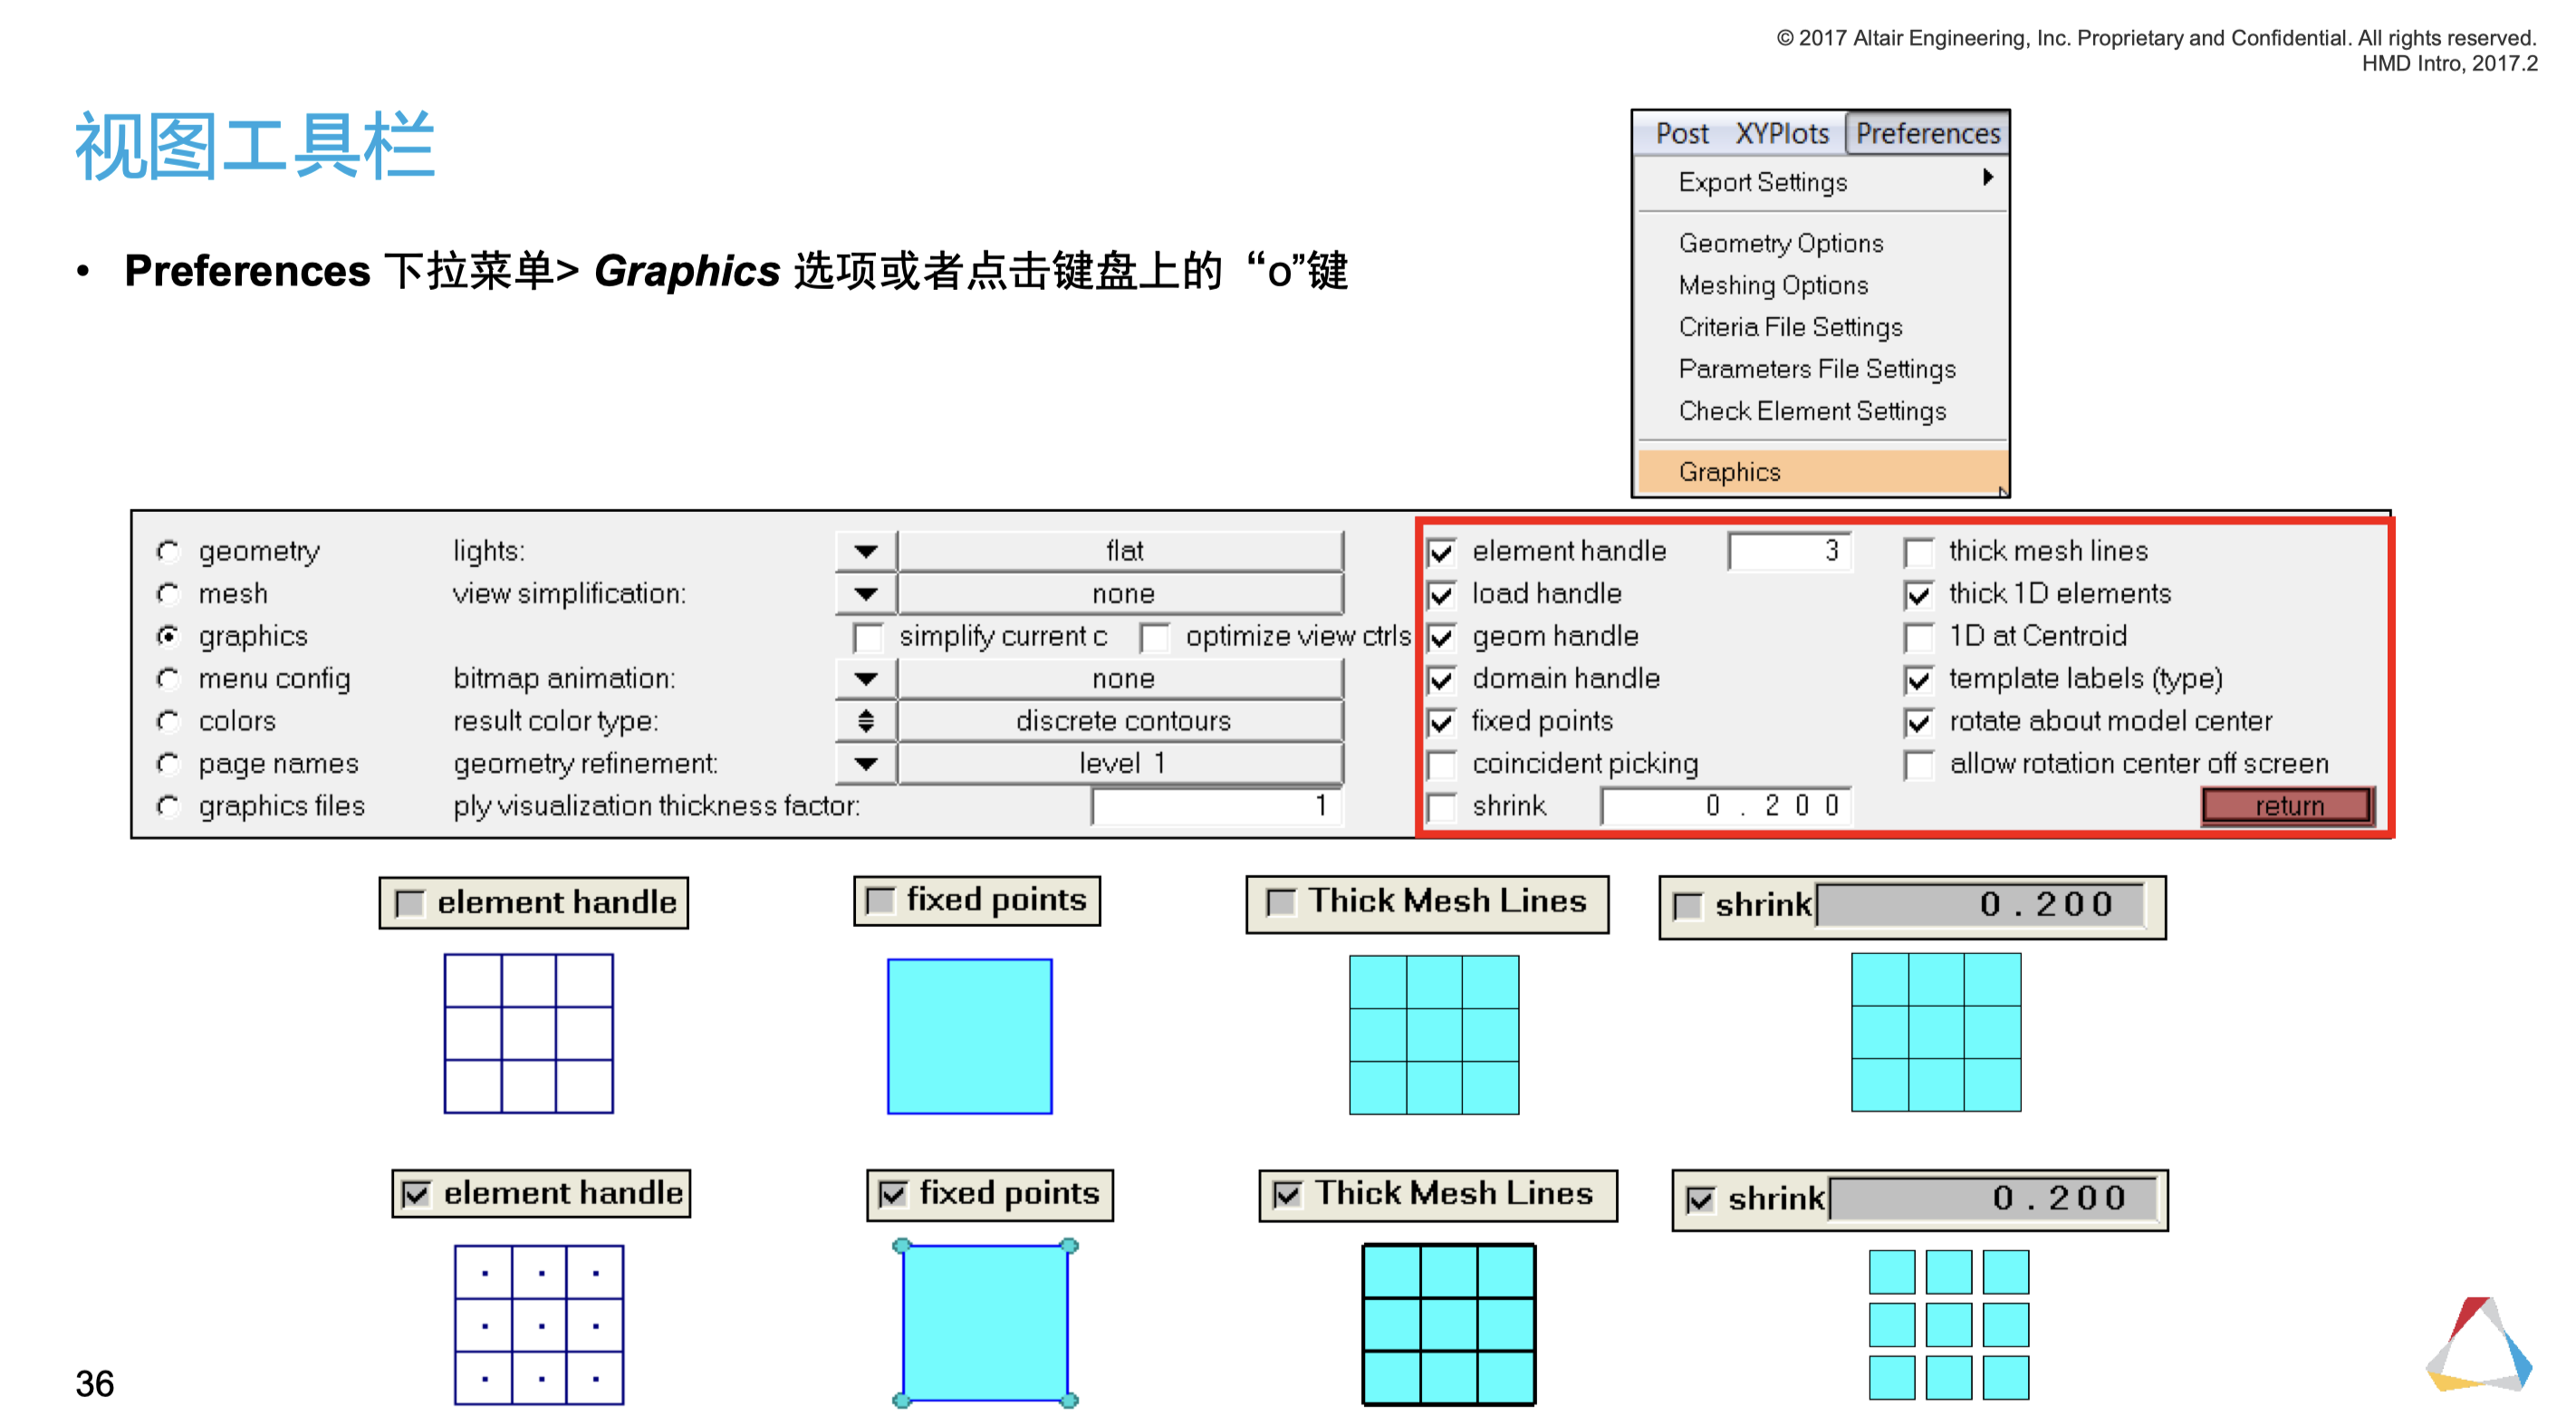 © 2017 Altair Engineering, Inc. Proprietary and Confidential. All rights reserved.
HMD Intro, 2017.2
视图工具栏
• Preferences 下拉菜单> Graphics 选项或者点击键盘上的 “o”键
Post XYPlots Preferences
Export Settings
Geometry Options
Meshing Options
Criteria File Settings
Parameters File Settings
Check Element Settings
Graphics
geometry lights: flat element handle 3 thick mesh lines
mesh view simplification: none load handle thick 1D elements
graphics simplify current c optimize view ctrls geom handle 1D at Centroid
menu config bitmap animation: none domain handle template labels (type)
colors result color type: discrete contours fixed points rotate about model center
page names geometry refinement: level 1 coincident picking allow rotation center off screen
graphics files ply visualization thickness factor: 1 shrink 0 . 2 0 0 return
element handle fixed points Thick Mesh Lines shrink 0 . 2 0 0
element handle fixed points Thick Mesh Lines shrink 0 . 2 0 0
36